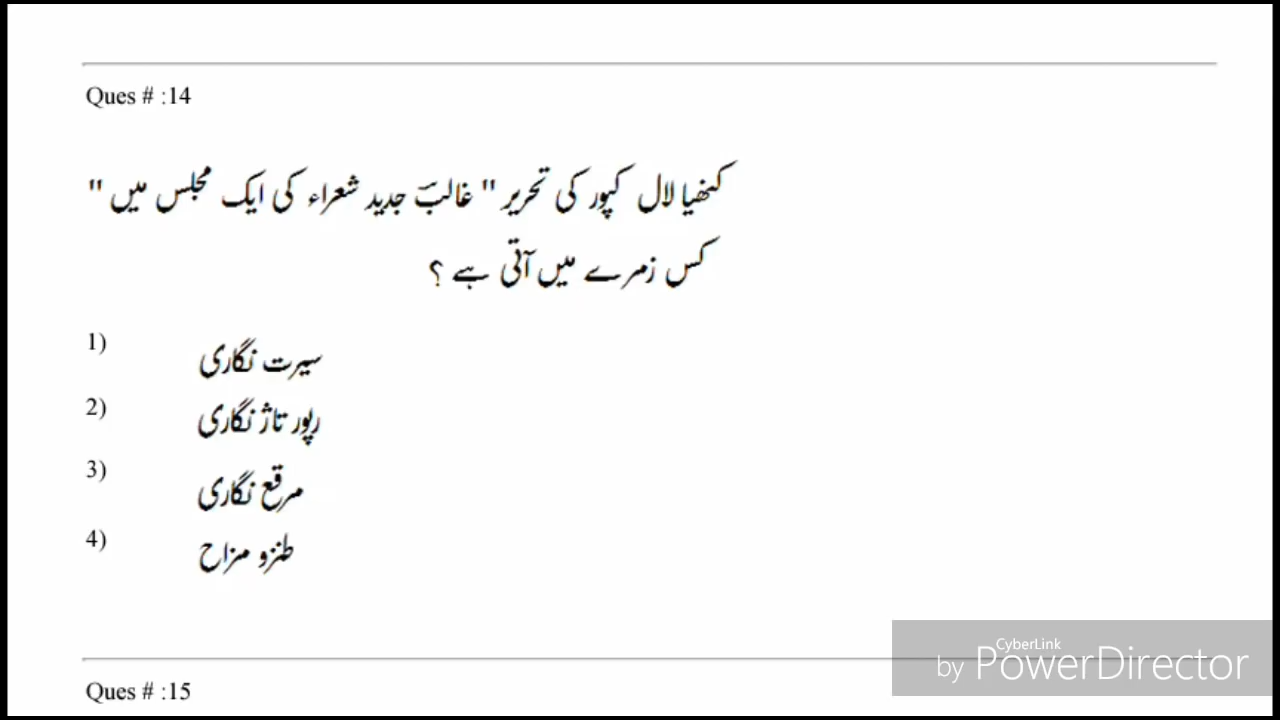 Ques # :14
کنھیا لال کپور کی تحریر " غالبؔ جدید شعراء کی ایک مجلس میں "
کس زمرے میں آتی ہے ؟
1) سیرت نگاری
2) رپور تاژ نگاری
3) مرقع نگاری
4) طنزو مزاح
CyberLink
by PowerDirector
Ques # :15